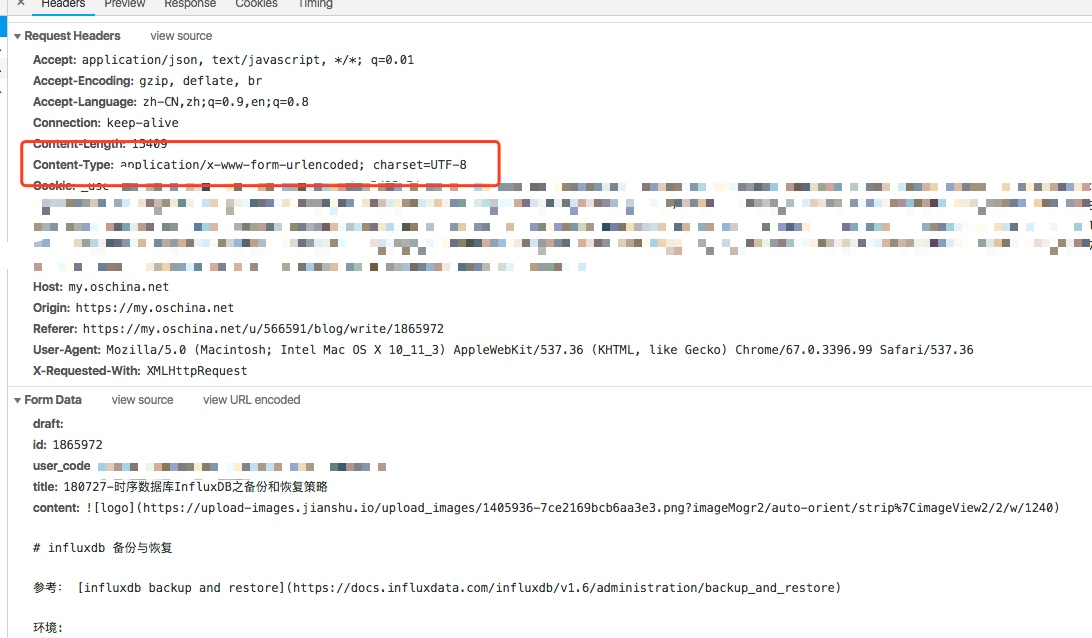 × Headers Preview Response Cookies Timing
▼ Request Headers view source
Accept: application/json, text/javascript, */*; q=0.01
Accept-Encoding: gzip, deflate, br
Accept-Language: zh-CN,zh;q=0.9,en;q=0.8
Connection: keep-alive
Content-Length: 15409
Content-Type: application/x-www-form-urlencoded; charset=UTF-8
Cookie:
Host: my.oschina.net
Origin: https://my.oschina.net
Referer: https://my.oschina.net/u/566591/blog/write/1865972
User-Agent: Mozilla/5.0 (Macintosh; Intel Mac OS X 10_11_3) AppleWebKit/537.36 (KHTML, like Gecko) Chrome/67.0.3396.99 Safari/537.36
X-Requested-With: XMLHttpRequest
▼ Form Data view source view URL encoded
draft:
id: 1865972
user_code
title: 180727-时序数据库InfluxDB之备份和恢复策略
content: ![logo](https://upload-images.jianshu.io/upload_images/1405936-7ce2169bcb6aa3e3.png?imageMogr2/auto-orient/strip%7CimageView2/2/w/1240)
# influxdb 备份与恢复
参考： [influxdb backup and restore](https://docs.influxdata.com/influxdb/v1.6/administration/backup_and_restore)
环境: